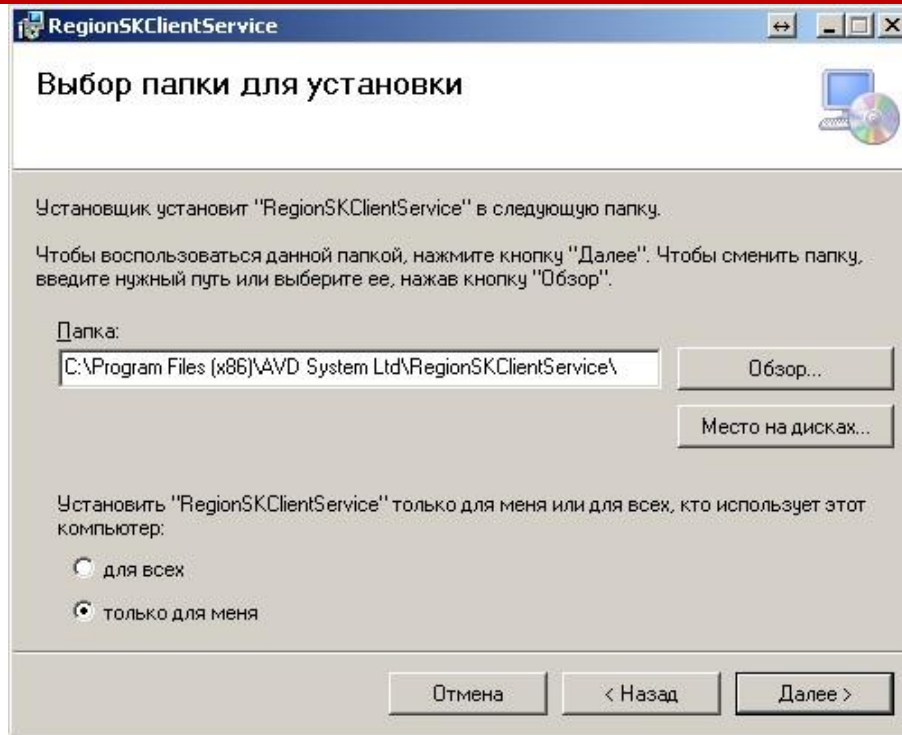 RegionSKClientService
Выбор папки для установки
Установщик установит "RegionSKClientService" в следующую папку.
Чтобы воспользоваться данной папкой, нажмите кнопку "Далее". Чтобы сменить папку,
введите нужный путь или выберите ее, нажав кнопку "Обзор".
Папка:
C:\Program Files (x86)\AVD System Ltd\RegionSKClientService\
Обзор...
Место на дисках...
Установить "RegionSKClientService" только для меня или для всех, кто использует этот
компьютер:
для всех
только для меня
Отмена
< Назад
Далее >